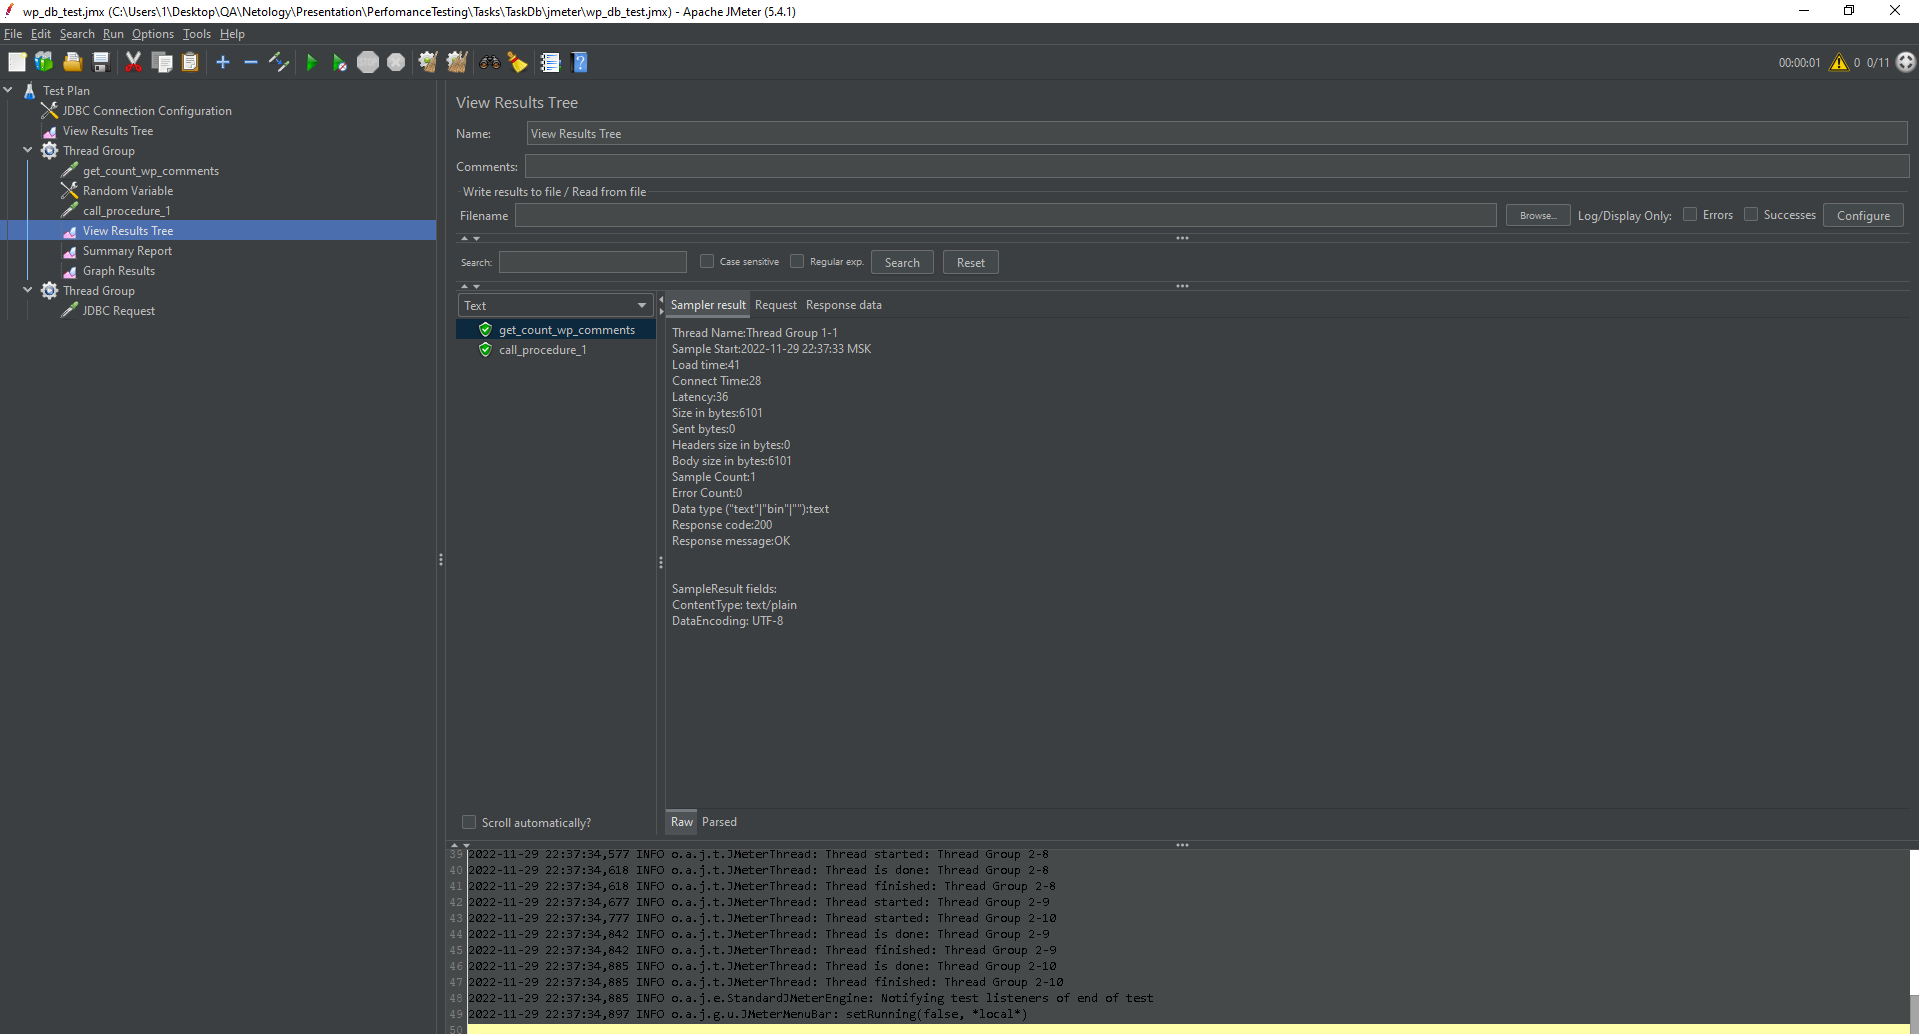 wp_db_test.jmx (C:\Users\1\Desktop\QA\Netology\Presentation\PerfomanceTesting\Tasks\TaskDb\jmeter\wp_db_test.jmx) - Apache JMeter (5.4.1)
File Edit Search Run Options Tools Help
STOP
?
00:00:01 0 0/11
Test Plan
JDBC Connection Configuration
View Results Tree
Thread Group
get_count_wp_comments
Random Variable
call_procedure_1
View Results Tree
Summary Report
Graph Results
Thread Group
JDBC Request
View Results Tree
Name: View Results Tree
Comments:
Write results to file / Read from file
Filename Browse... Log/Display Only: Errors Successes Configure
Search: Case sensitive Regular exp. Search Reset
Text
get_count_wp_comments
call_procedure_1
Scroll automatically?
Sampler result Request Response data
Thread Name:Thread Group 1-1
Sample Start:2022-11-29 22:37:33 MSK
Load time:41
Connect Time:28
Latency:36
Size in bytes:6101
Sent bytes:0
Headers size in bytes:0
Body size in bytes:6101
Sample Count:1
Error Count:0
Data type ("text"|"bin"|""):text
Response code:200
Response message:OK
SampleResult fields:
ContentType: text/plain
DataEncoding: UTF-8
Raw Parsed
39 2022-11-29 22:37:34,577 INFO o.a.j.t.JMeterThread: Thread started: Thread Group 2-8
40 2022-11-29 22:37:34,618 INFO o.a.j.t.JMeterThread: Thread is done: Thread Group 2-8
41 2022-11-29 22:37:34,618 INFO o.a.j.t.JMeterThread: Thread finished: Thread Group 2-8
42 2022-11-29 22:37:34,677 INFO o.a.j.t.JMeterThread: Thread started: Thread Group 2-9
43 2022-11-29 22:37:34,777 INFO o.a.j.t.JMeterThread: Thread started: Thread Group 2-10
44 2022-11-29 22:37:34,842 INFO o.a.j.t.JMeterThread: Thread is done: Thread Group 2-9
45 2022-11-29 22:37:34,842 INFO o.a.j.t.JMeterThread: Thread finished: Thread Group 2-9
46 2022-11-29 22:37:34,885 INFO o.a.j.t.JMeterThread: Thread is done: Thread Group 2-10
47 2022-11-29 22:37:34,885 INFO o.a.j.t.JMeterThread: Thread finished: Thread Group 2-10
48 2022-11-29 22:37:34,885 INFO o.a.j.e.StandardJMeterEngine: Notifying test listeners of end of test
49 2022-11-29 22:37:34,897 INFO o.a.j.g.u.JMeterMenuBar: setRunning(false, *local*)
50